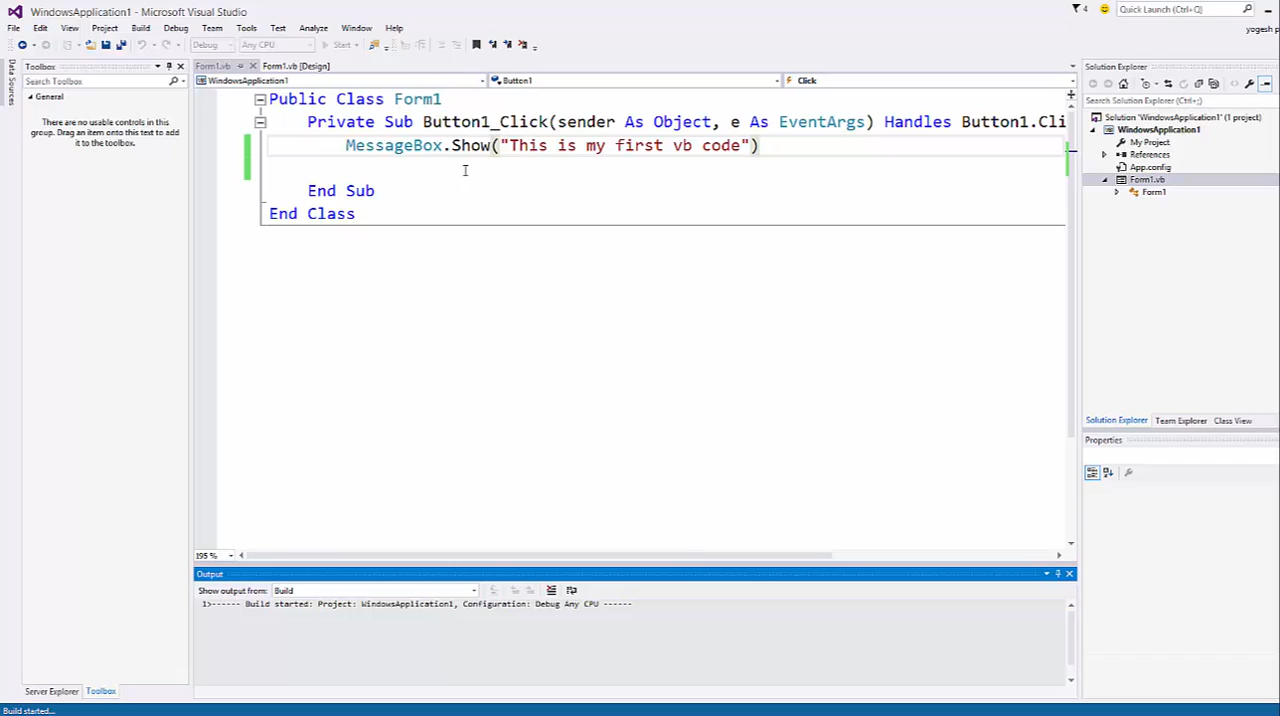 WindowsApplication1 - Microsoft Visual Studio
4
Quick Launch (Ctrl+Q)
File Edit View Project Build Debug Team Tools Test Analyze Window Help
yogesh p
Debug Any CPU Start
Toolbox
Form1.vb Form1.vb [Design]
Solution Explorer
Data Sources
Search Toolbox
WindowsApplication1 Button1 Click
General
There are no usable controls in this
group. Drag an item onto this text to add
it to the toolbox.
Public Class Form1
Private Sub Button1_Click(sender As Object, e As EventArgs) Handles Button1.Cli
MessageBox.Show("This is my first vb code")
End Sub
End Class
Search Solution Explorer (Ctrl+;)
Solution 'WindowsApplication1' (1 project)
WindowsApplication1
My Project
References
App.config
Form1.vb
Form1
Solution Explorer Team Explorer Class View
Properties
195 %
Output
Show output from: Build
1>------ Build started: Project: WindowsApplication1, Configuration: Debug Any CPU ------
Server Explorer Toolbox
Build started...